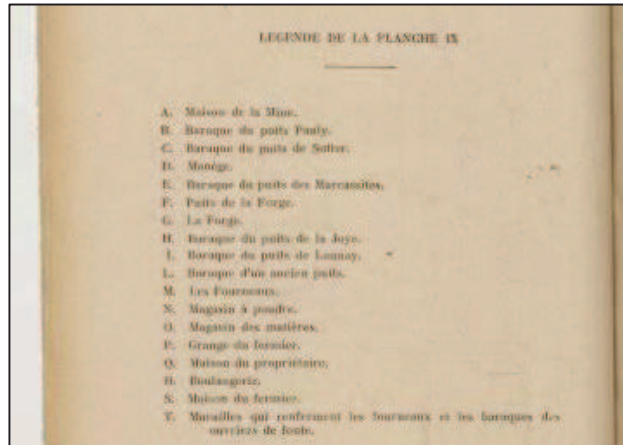 LEGENDE DE LA PLANCHE IX
A. Maison de la Mine.
B. Baraque du puits Pauly.
C. Baraque du puits de Sutter.
D. Manège.
E. Baraque du puits des Marcassites.
F. Puits de la Forge.
G. La Forge.
H. Baraque du puits de la Joye.
I. Baraque du puits de Launay.
L. Baraque d'un ancien puits.
M. Les Fourneaux.
N. Magasin à poudre.
O. Magasin des matières.
P. Grange du fermier.
Q. Maison du propriétaire.
R. Boulangerie.
S. Maison du fermier.
T. Murailles qui renferment les fourneaux et les baraques des
ouvriers de fonte.